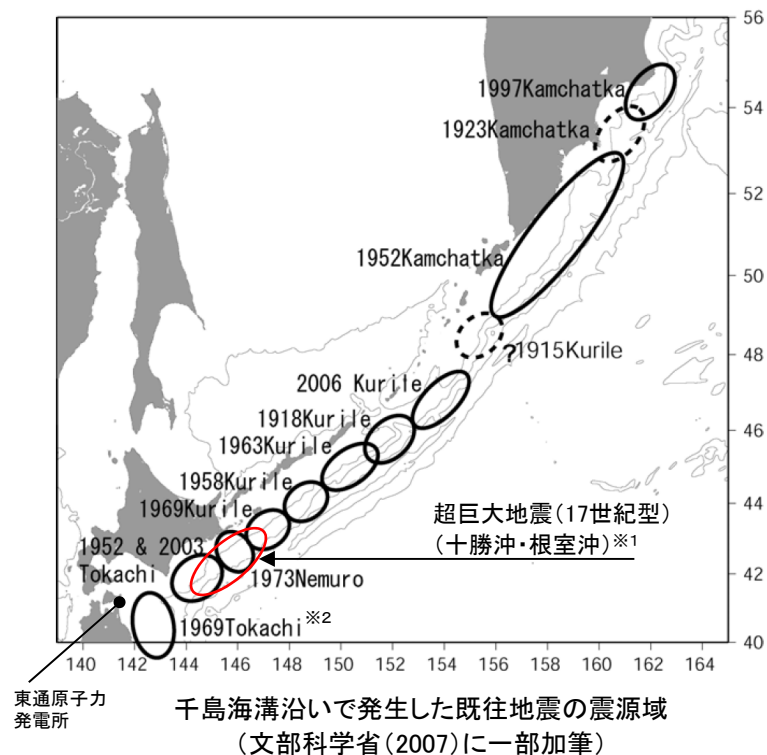 1997Kamchatka
1923Kamchatka
1952Kamchatka
?1915Kurile
2006 Kurile
1918Kurile
1963Kurile
1958Kurile
1969Kurile
超巨大地震(17世紀型)
(十勝沖・根室沖)※1
1952 & 2003
Tokachi
1973Nemuro
1969Tokachi※2
東通原子力
発電所
56
54
52
50
48
46
44
42
40
140 142 144 146 148 150 152 154 156 158 160 162 164
千島海溝沿いで発生した既往地震の震源域
(文部科学省(2007)に一部加筆)